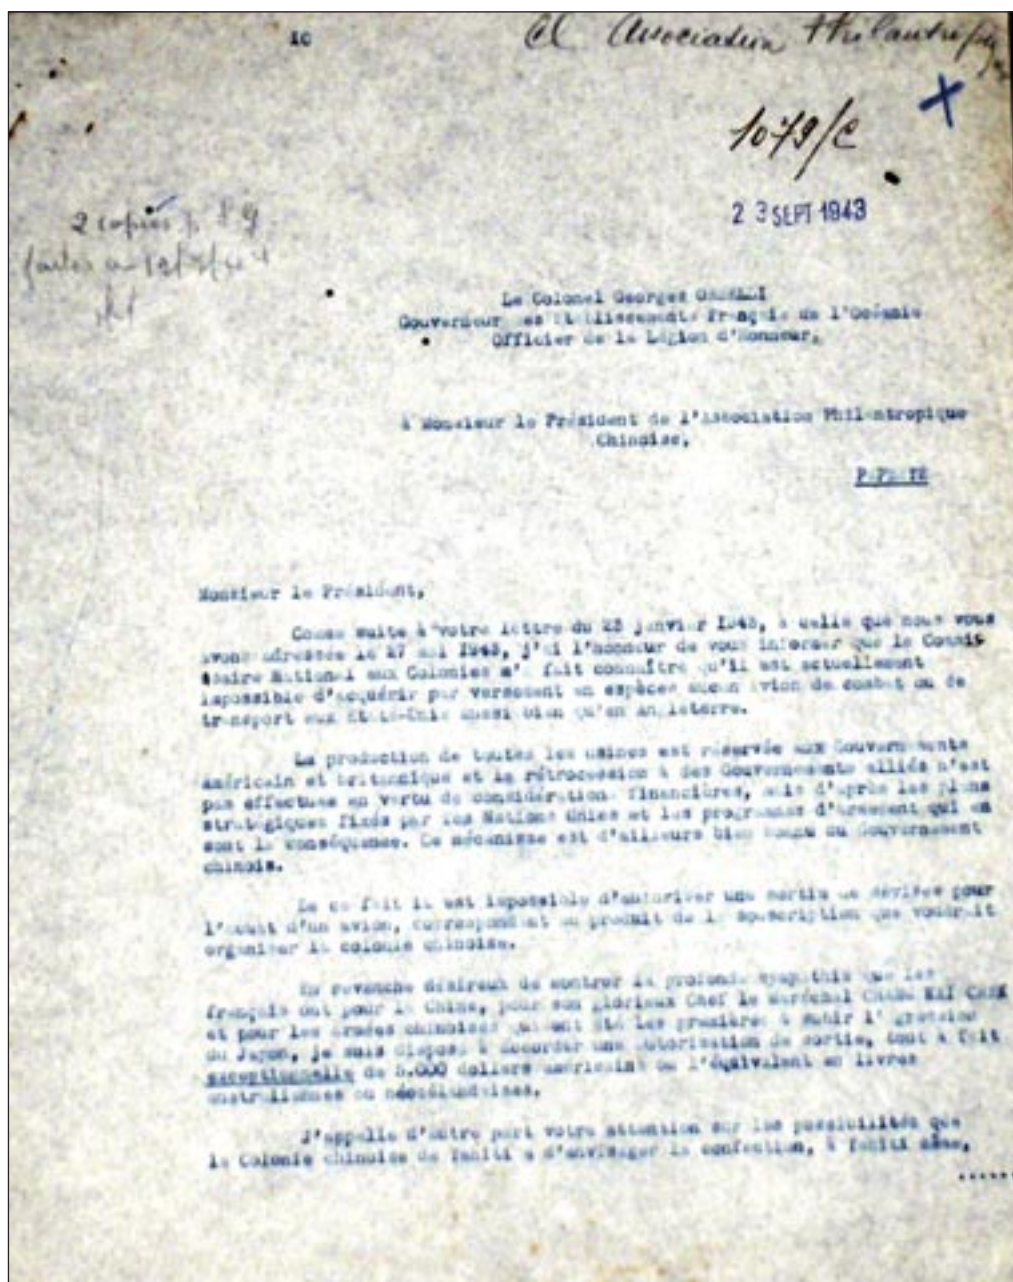 10
Cl Association Philantropique
1079/C
23 SEPT 1943
2 copies
faites
Le Colonel Georges ORSELLI
Gouverneur des Etablissements Français de l'Océanie
Officier de la Légion d'Honneur,
à Monsieur le Président de l'Association Philantropique
Chinoise,
PAPEETE
Monsieur le Président,
Comme suite à votre lettre du 25 janvier 1943, à celle que nous vous
avons adressée le 27 mai 1943, j'ai l'honneur de vous informer que le Commis-
saire National aux Colonies m'a fait connaître qu'il est actuellement
impossible d'acquérir par versement en espèces aucun avion de combat ou de
transport aux Etats-Unis aussi bien qu'en Angleterre.
La production de toutes les usines est réservée aux Gouvernements
américain et britannique et la rétrocession à des Gouvernements alliés n'est
pas effectuée en vertu de considérations financières, mais d'après les plans
stratégiques fixés par les Nations Unies et les programmes d'armement qui en
sont la conséquence. Ce mécanisme est d'ailleurs bien connu du Gouvernement
chinois.
De ce fait il est impossible d'autoriser une sortie de devises pour
l'achat d'un avion, correspondant au produit de la souscription que voudrait
organiser la colonie chinoise.
En revanche désireux de montrer la profonde sympathie que les
français ont pour la Chine, pour son glorieux Chef le Maréchal CHANG KAI CHEK
et pour les armées chinoises qui ont été les premières à subir l'agression
du Japon, je suis disposé à accorder une autorisation de sortie, tout à fait
exceptionnelle de 5.000 dollars américains ou l'équivalent en livres
australiennes ou néozélandaises.
J'appelle d'autre part votre attention sur les possibilités que
la Colonie chinoise de Tahiti a d'envisager la confection, à Tahiti même,
......